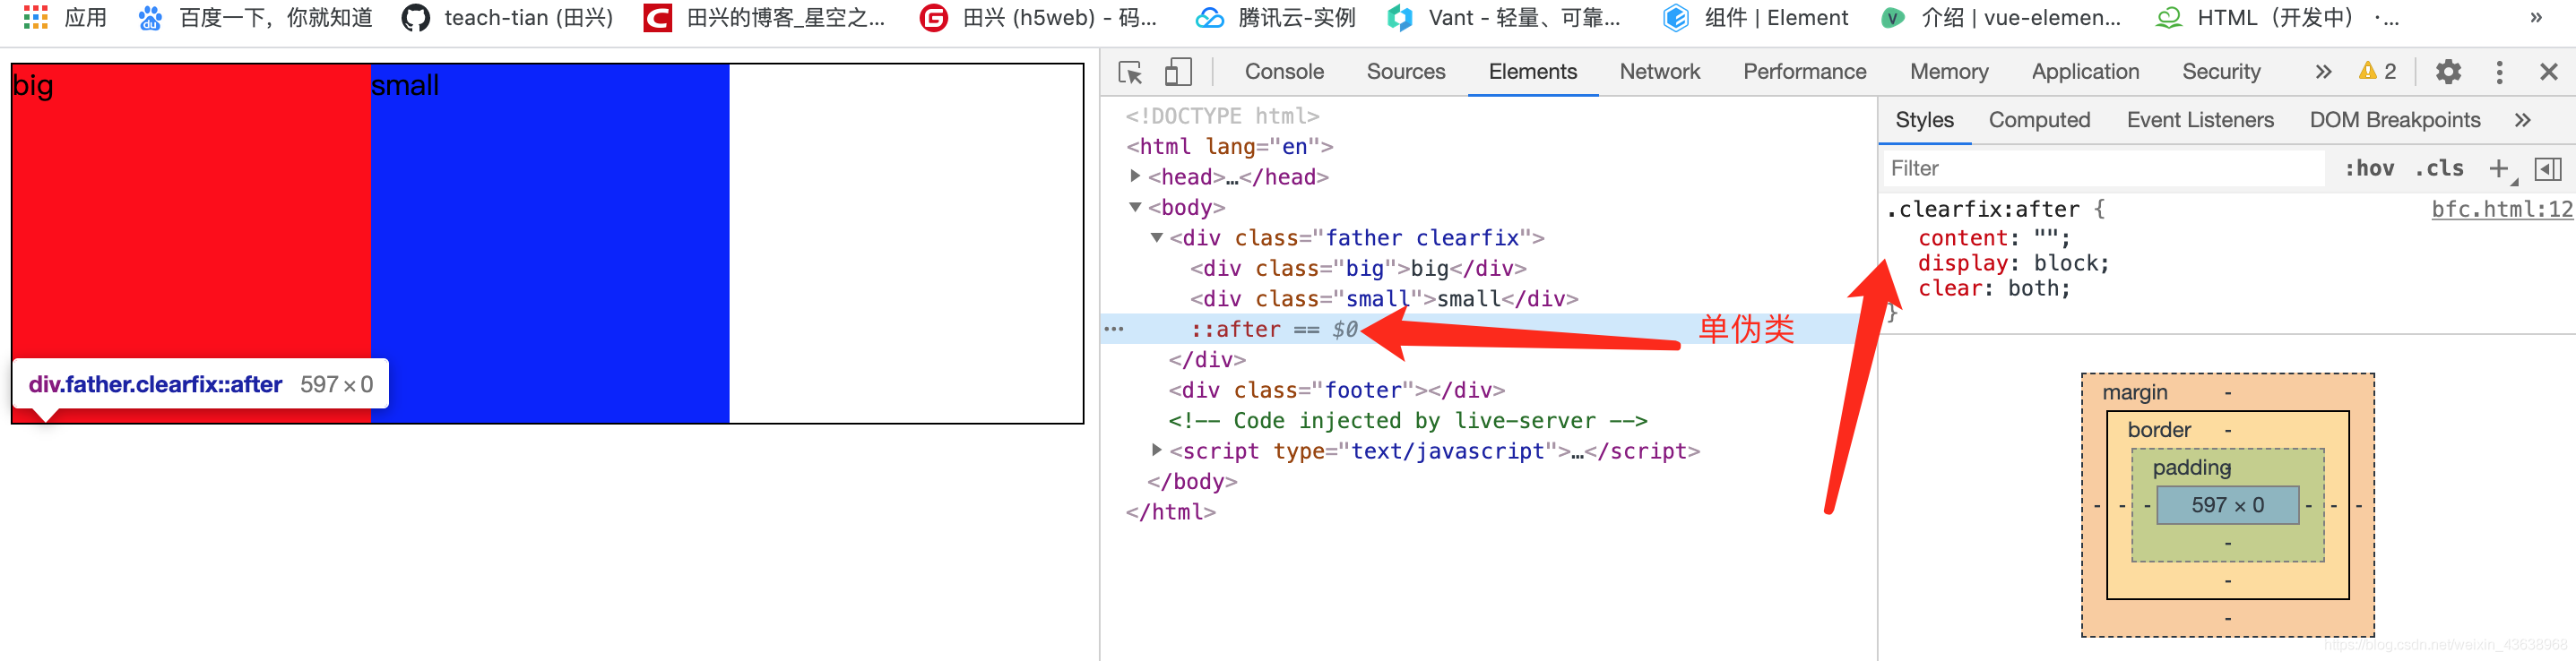 应用 百度一下，你就知道 teach-tian (田兴) 田兴的博客_星空之... 田兴 (h5web) - 码... 腾讯云-实例 Vant - 轻量、可靠... 组件 | Element 介绍 | vue-elemen... HTML（开发中） ·... »
big small
div.father.clearfix::after 597 × 0
Console Sources Elements Network Performance Memory Application Security » 2
<!DOCTYPE html>
<html lang="en">
<head>…</head>
<body>
<div class="father clearfix">
<div class="big">big</div>
<div class="small">small</div>
::after == $0
单伪类
</div>
<div class="footer"></div>
<!-- Code injected by live-server -->
<script type="text/javascript">…</script>
</body>
</html>
Styles Computed Event Listeners DOM Breakpoints »
Filter :hov .cls +
.clearfix:after { bfc.html:12
content: "";
display: block;
clear: both;
}
margin -
border -
padding -
- - - 597 × 0 - - -
-
-
-
https://blog.csdn.net/weixin_43638968